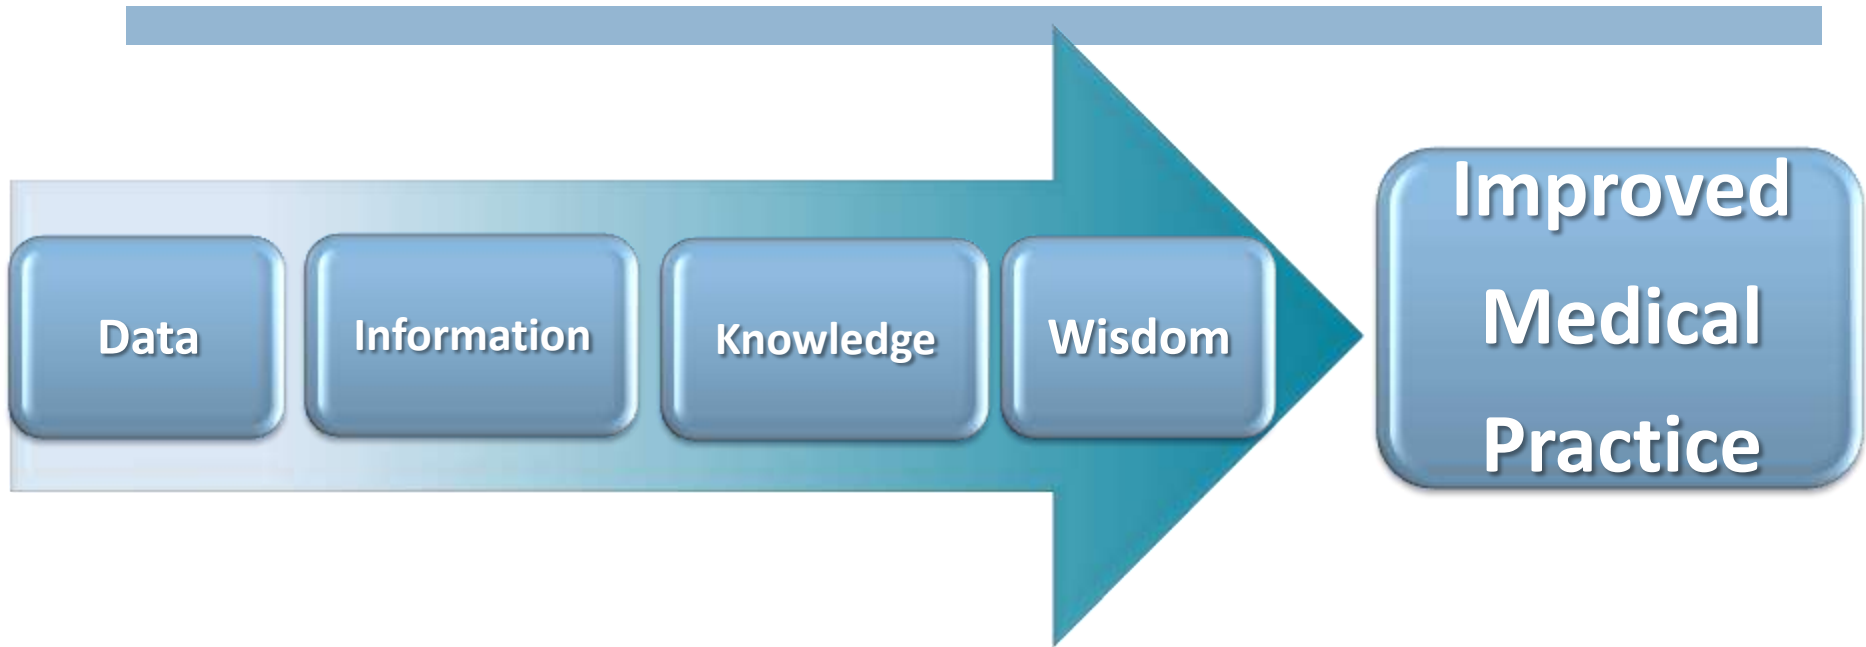 Data
Information
Knowledge
Wisdom
Improved
Medical
Practice